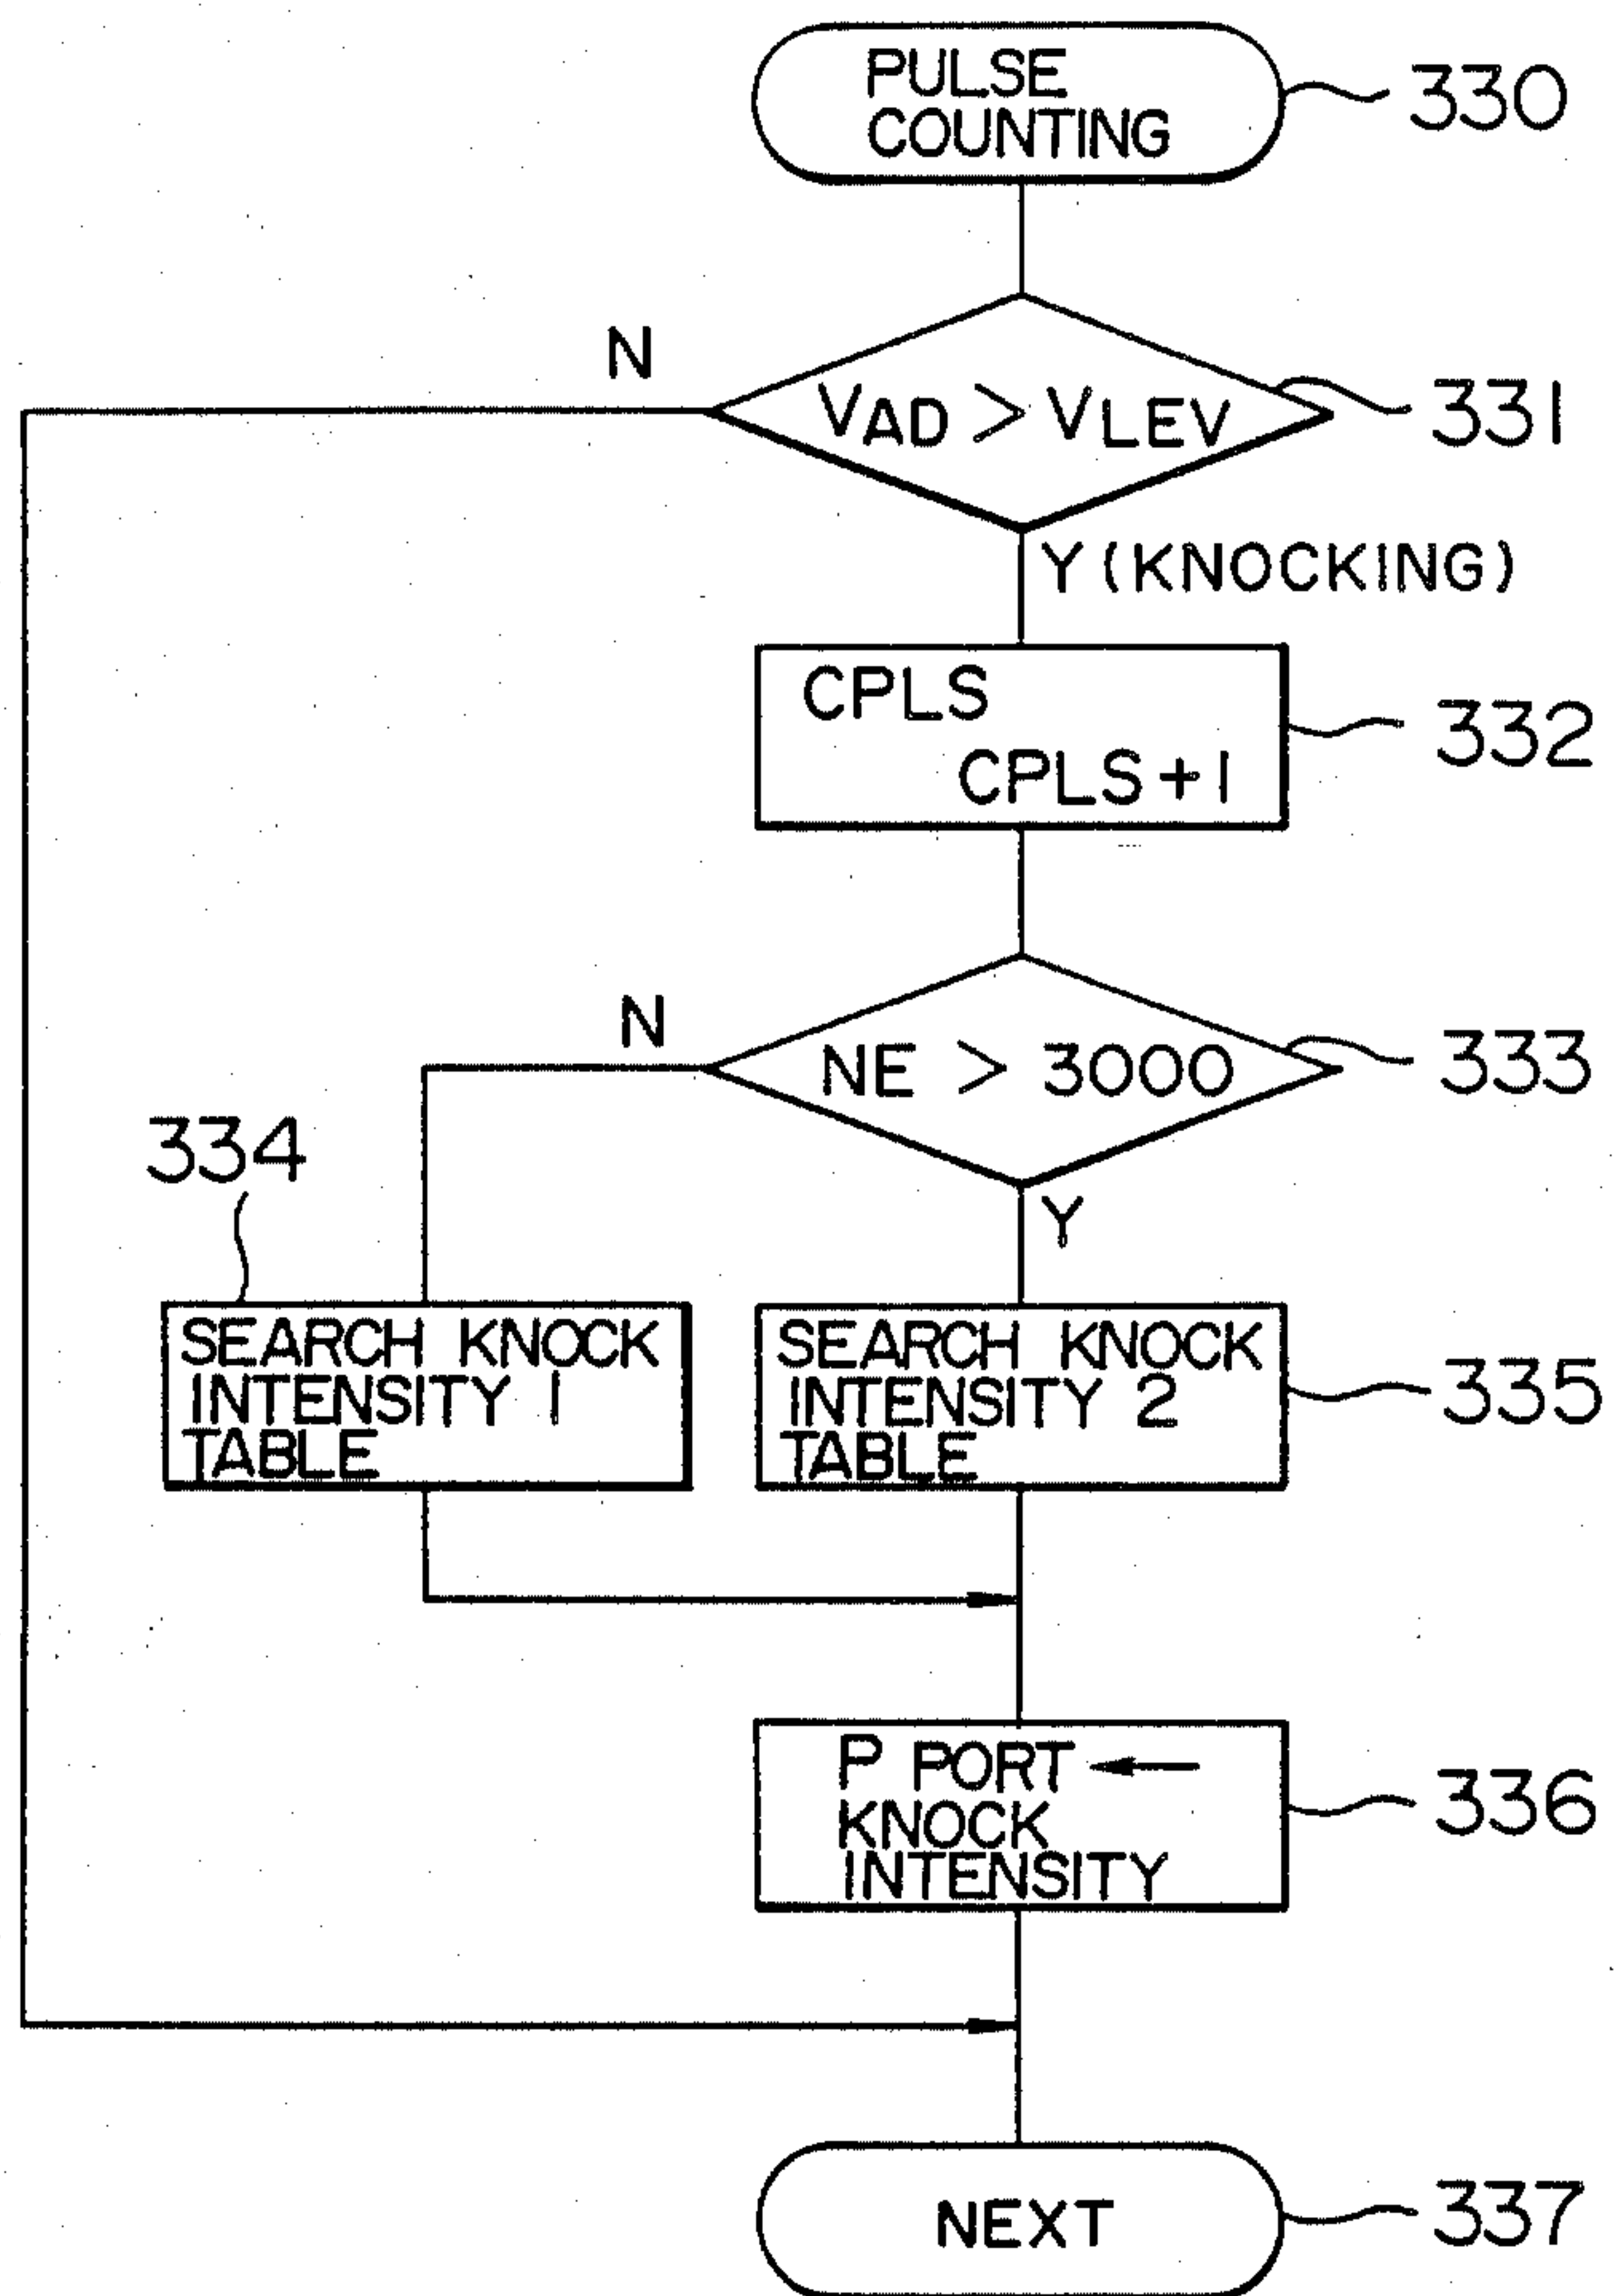 PULSE
COUNTING
330
N
VAD > VLEV
331
Y (KNOCKING)
CPLS
CPLS + 1
332
N
NE > 3000
333
334
Y
SEARCH KNOCK
INTENSITY 1
TABLE
SEARCH KNOCK
INTENSITY 2
TABLE
335
P PORT ←
KNOCK
INTENSITY
336
NEXT
337